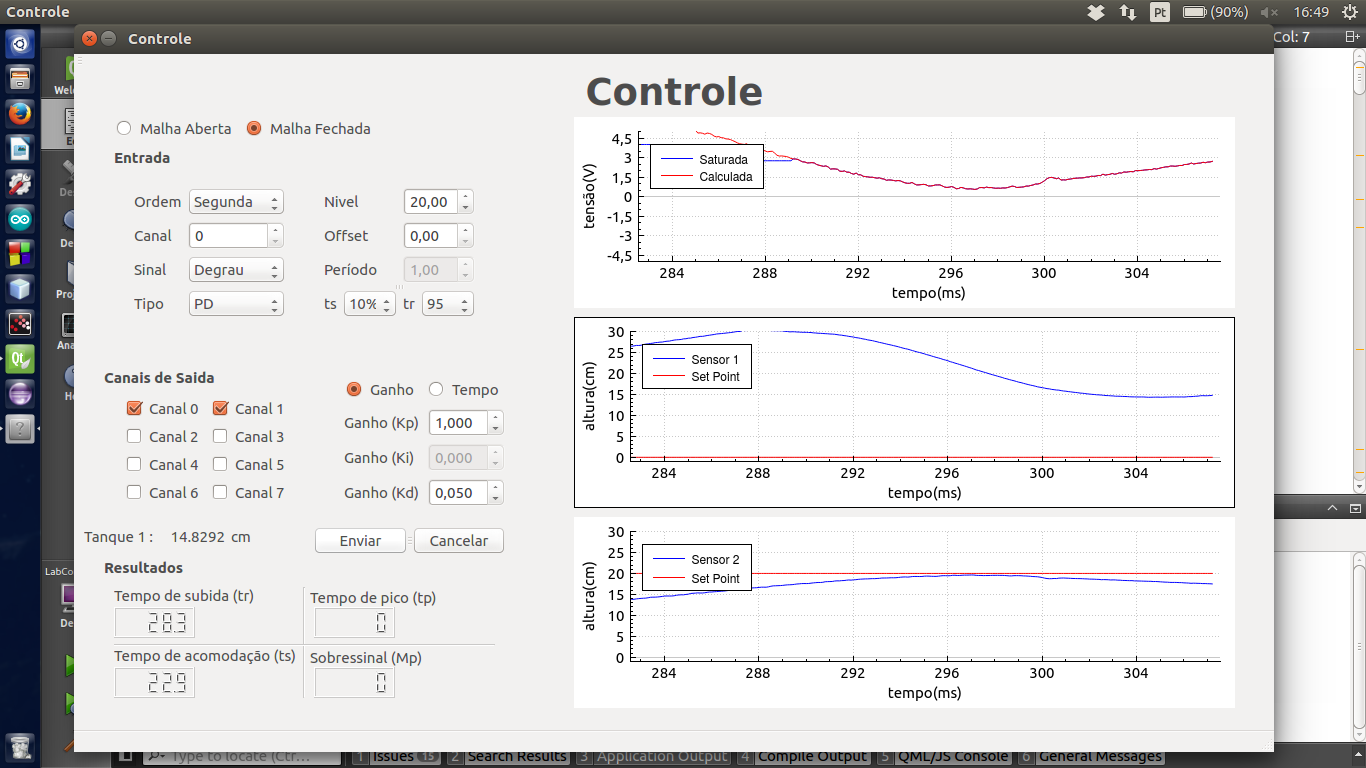 Controle
Pt
(90%)
16:49
Controle
Col: 7
Welc
Controle
Malha Aberta
Malha Fechada
Entrada
Ordem Segunda
Nivel 20,00
Canal 0
Offset 0,00
Sinal Degrau
Período 1,00
Tipo PD
ts 10%
tr 95
4,5
3
1,5
0
-1,5
-3
-4,5
tensão(V)
Saturada
Calculada
284 288 292 296 300 304
tempo(ms)
Canais de Saida
Canal 0
Canal 1
Canal 2
Canal 3
Canal 4
Canal 5
Canal 6
Canal 7
Ganho
Tempo
Ganho (Kp) 1,000
Ganho (Ki) 0,000
Ganho (Kd) 0,050
30
25
20
15
10
5
0
altura(cm)
Sensor 1
Set Point
284 288 292 296 300 304
tempo(ms)
Tanque 1 : 14.8292 cm
Enviar
Cancelar
Resultados
Tempo de subida (tr)
28.3
Tempo de pico (tp)
0
Tempo de acomodação (ts)
22.9
Sobressinal (Mp)
0
30
25
20
15
10
5
0
altura(cm)
Sensor 2
Set Point
284 288 292 296 300 304
tempo(ms)
LabCo
Type to locate (Ctr...
1 Issues 15
2 Search Results
3 Application Output
4 Compile Output
5 QML/JS Console
6 General Messages